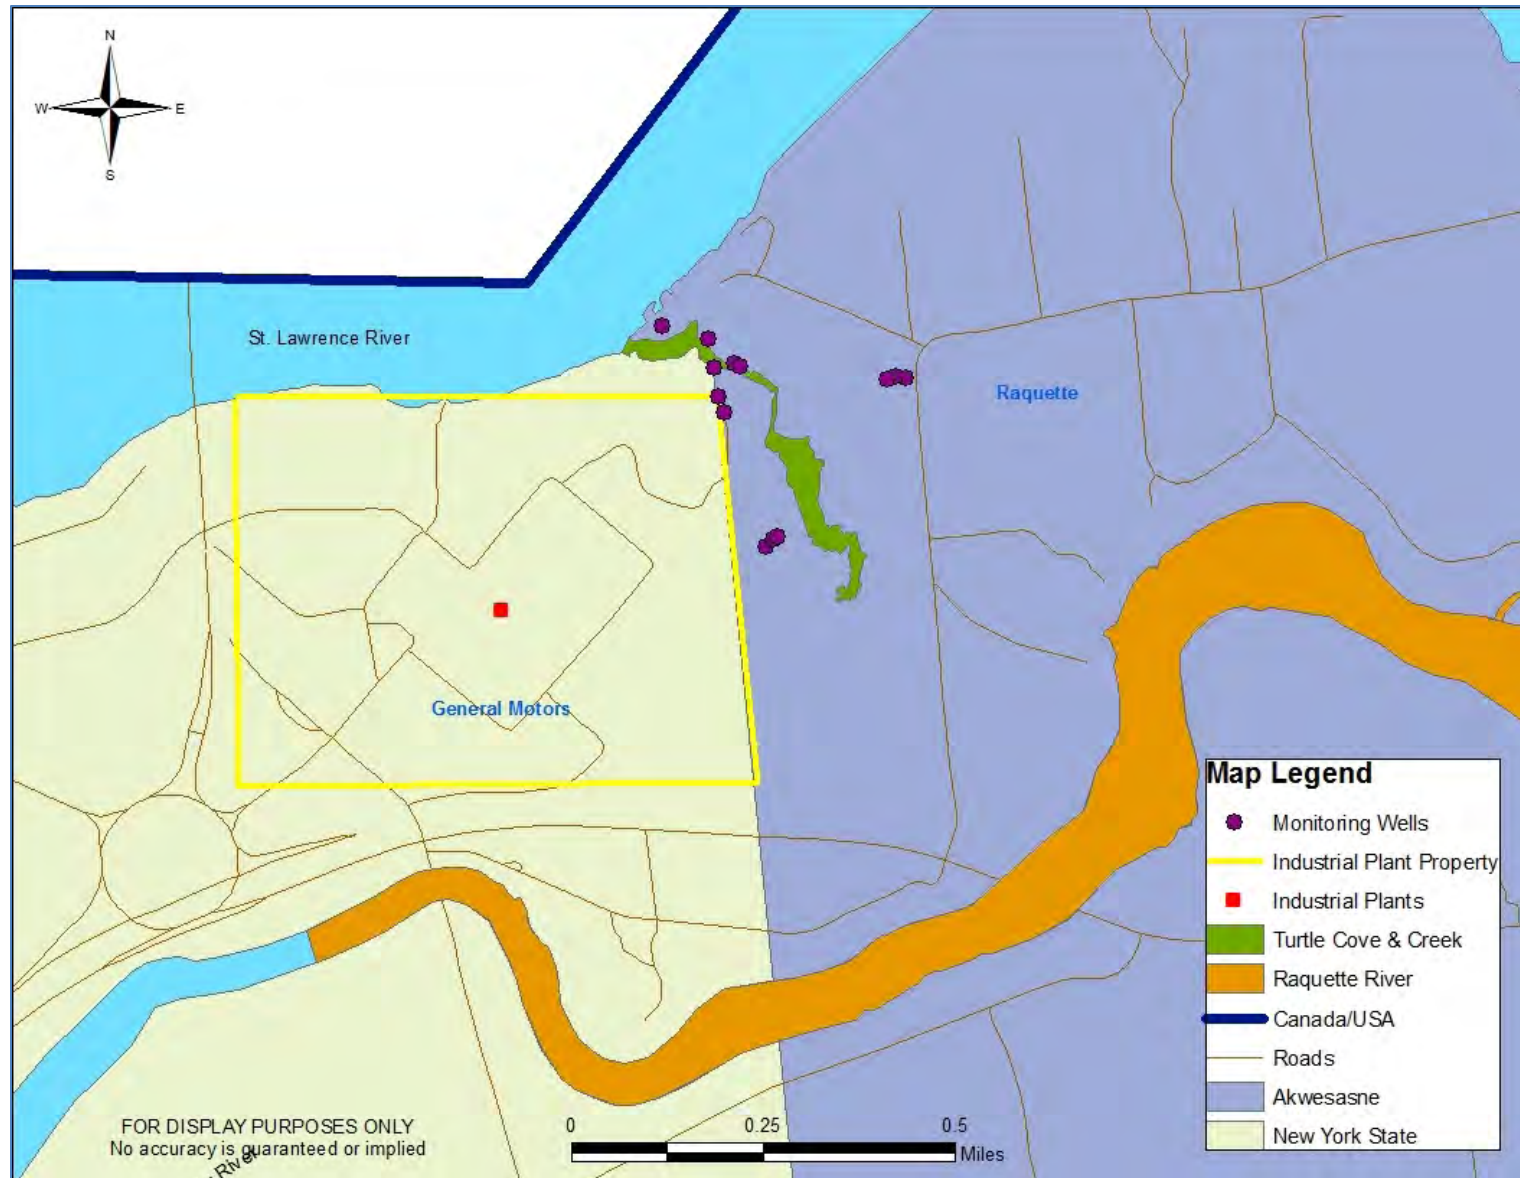 N
W E
S
St. Lawrence River
Raquette
General Motors
Map Legend
Monitoring Wells
Industrial Plant Property
Industrial Plants
Turtle Cove & Creek
Raquette River
Canada/USA
Roads
Akwesasne
New York State
FOR DISPLAY PURPOSES ONLY
No accuracy is guaranteed or implied
River
0 0.25 0.5
Miles